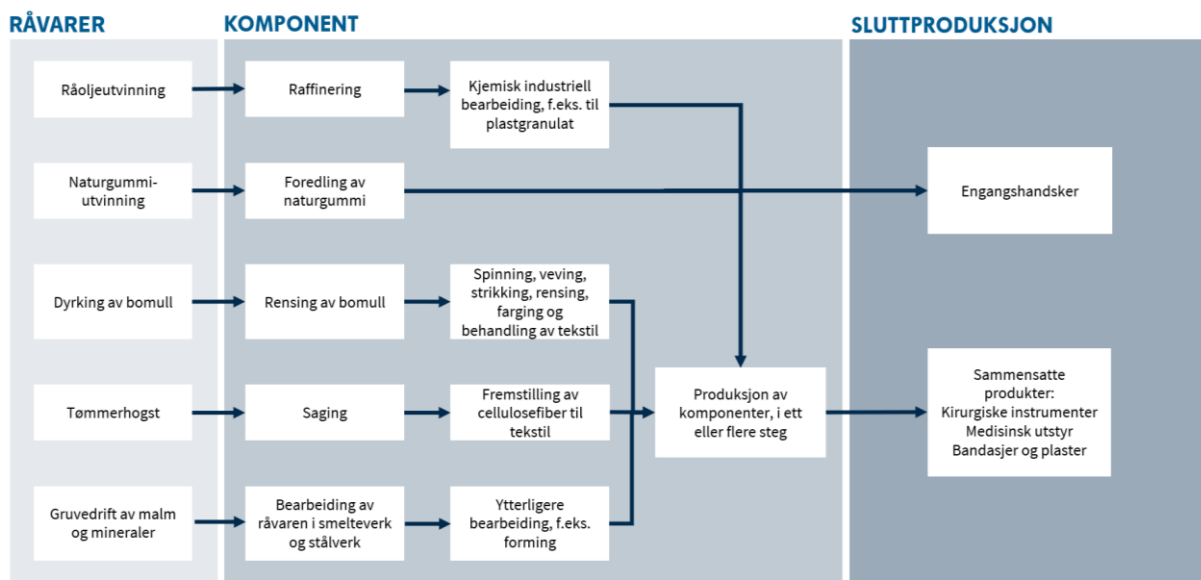 RÅVARER
KOMPONENT
SLUTTPRODUKSJON
Råoljeutvinning
Raffinering
Kjemisk industriell
bearbeiding, f.eks. til
plastgranulat
Naturgummi-
utvinning
Foredling av
naturgummi
Engangshandsker
Dyrking av bomull
Rensing av bomull
Spinning, veving,
strikking, rensing,
farging og
behandling av tekstil
Tømmerhogst
Saging
Fremstilling av
cellulosefiber til
tekstil
Produksjon av
komponenter, i ett
eller flere steg
Sammensatte
produkter:
Kirurgiske instrumenter
Medisinsk utstyr
Bandasjer og plaster
Gruvedrift av malm
og mineraler
Bearbeiding av
råvaren i smelteverk
og stålverk
Ytterligere
bearbeiding, f.eks.
forming